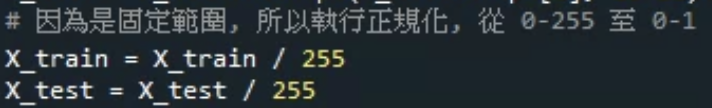 # 因為是固定範圍, 所以執行正規化, 從 0-255 至 0-1
X_train = X_train / 255
X_test = X_test / 255